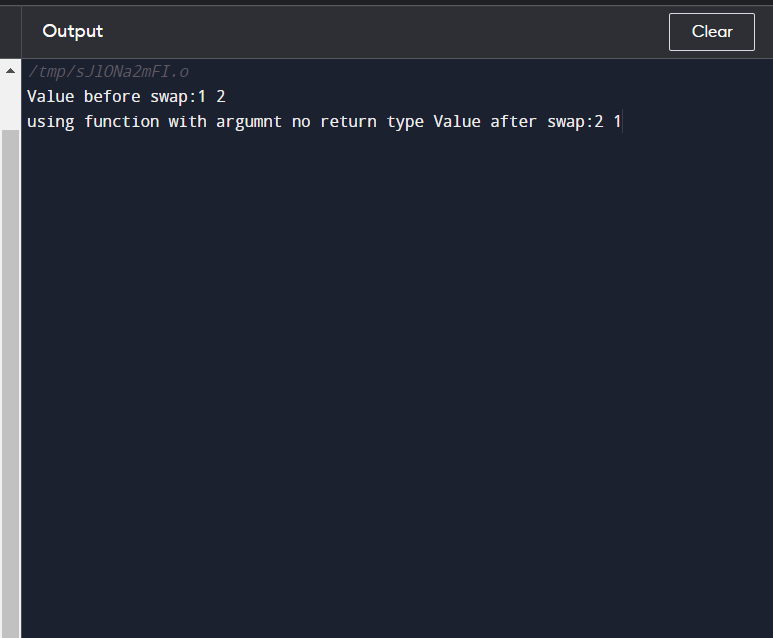 Output
Clear
/tmp/sJlONa2mFI.o
Value before swap:1 2
using function with argumnt no return type Value after swap:2 1